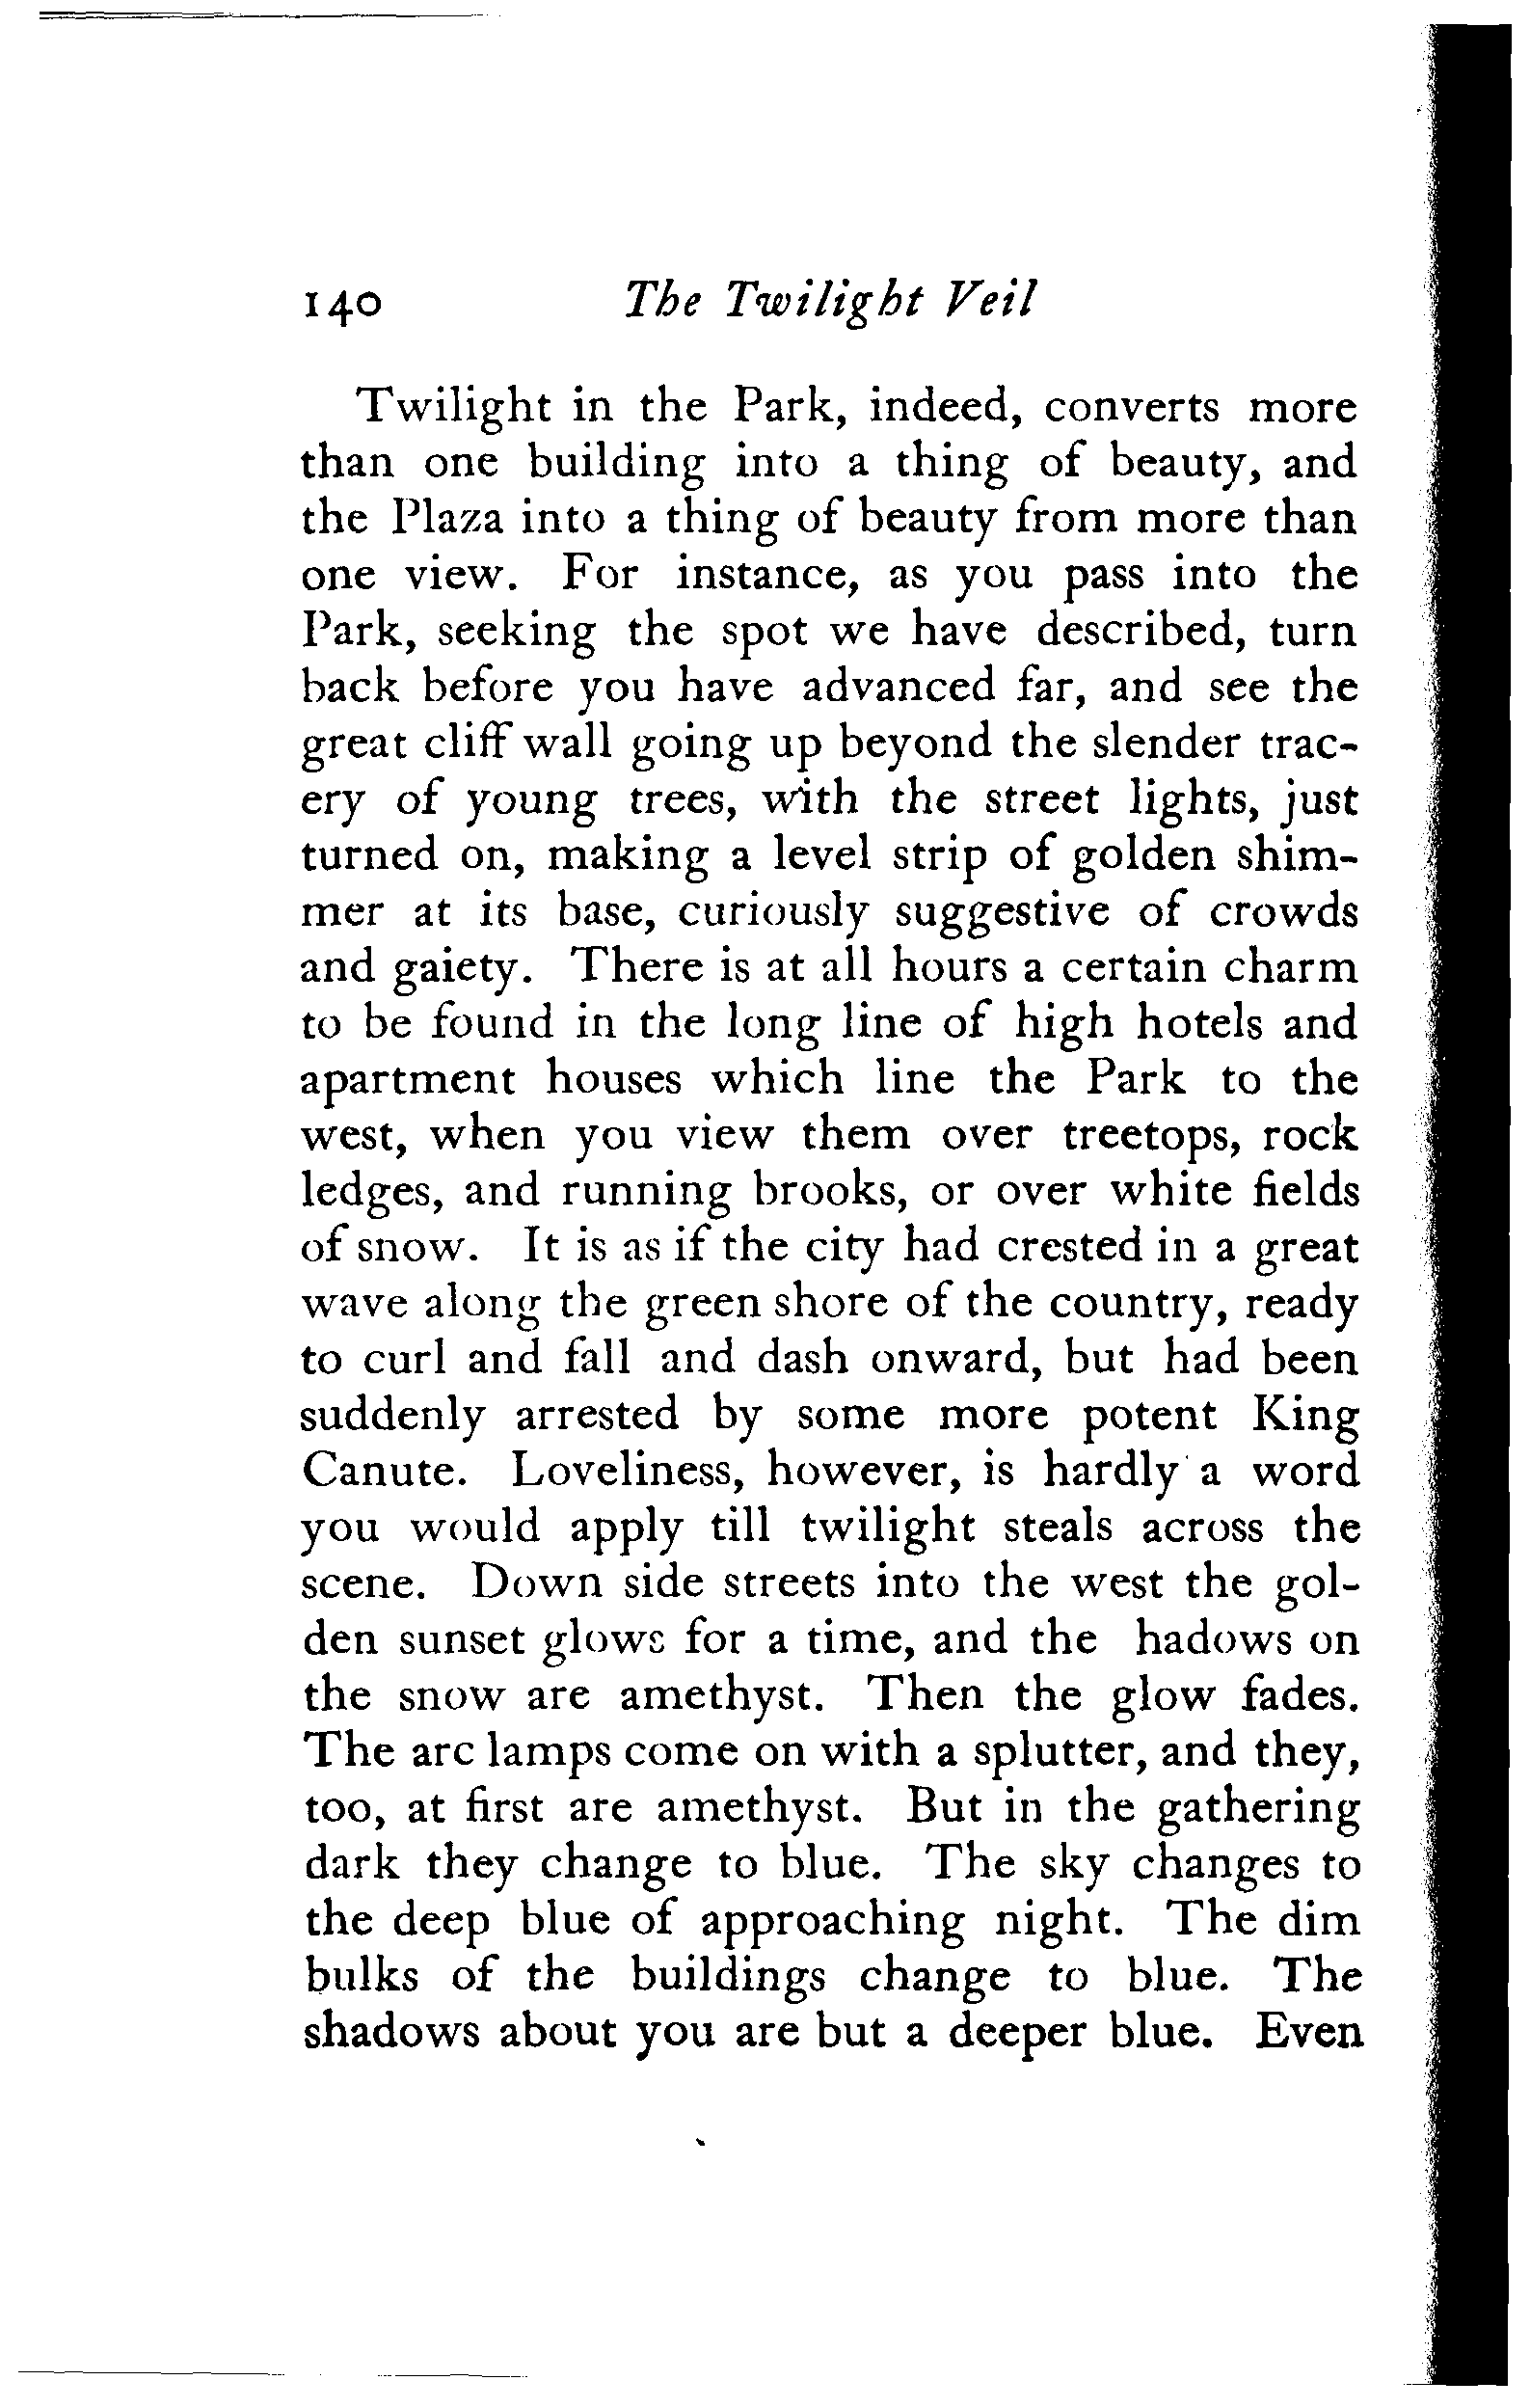 140 The Twilight Veil
Twilight in the Park, indeed, converts more
than one building into a thing of beauty, and
the Plaza into a thing of beauty from more than
one view. For instance, as you pass into the
Park, seeking the spot we have described, turn
back before you have advanced far, and see the
great cliff wall going up beyond the slender trac-
ery of young trees, with the street lights, just
turned on, making a level strip of golden shim-
mer at its base, curiously suggestive of crowds
and gaiety. There is at all hours a certain charm
to be found in the long line of high hotels and
apartment houses which line the Park to the
west, when you view them over treetops, rock
ledges, and running brooks, or over white fields
of snow. It is as if the city had crested in a great
wave along the green shore of the country, ready
to curl and fall and dash onward, but had been
suddenly arrested by some more potent King
Canute. Loveliness, however, is hardly a word
you would apply till twilight steals across the
scene. Down side streets into the west the gol-
den sunset glows for a time, and the hadows on
the snow are amethyst. Then the glow fades.
The arc lamps come on with a splutter, and they,
too, at first are amethyst. But in the gathering
dark they change to blue. The sky changes to
the deep blue of approaching night. The dim
bulks of the buildings change to blue. The
shadows about you are but a deeper blue. Even